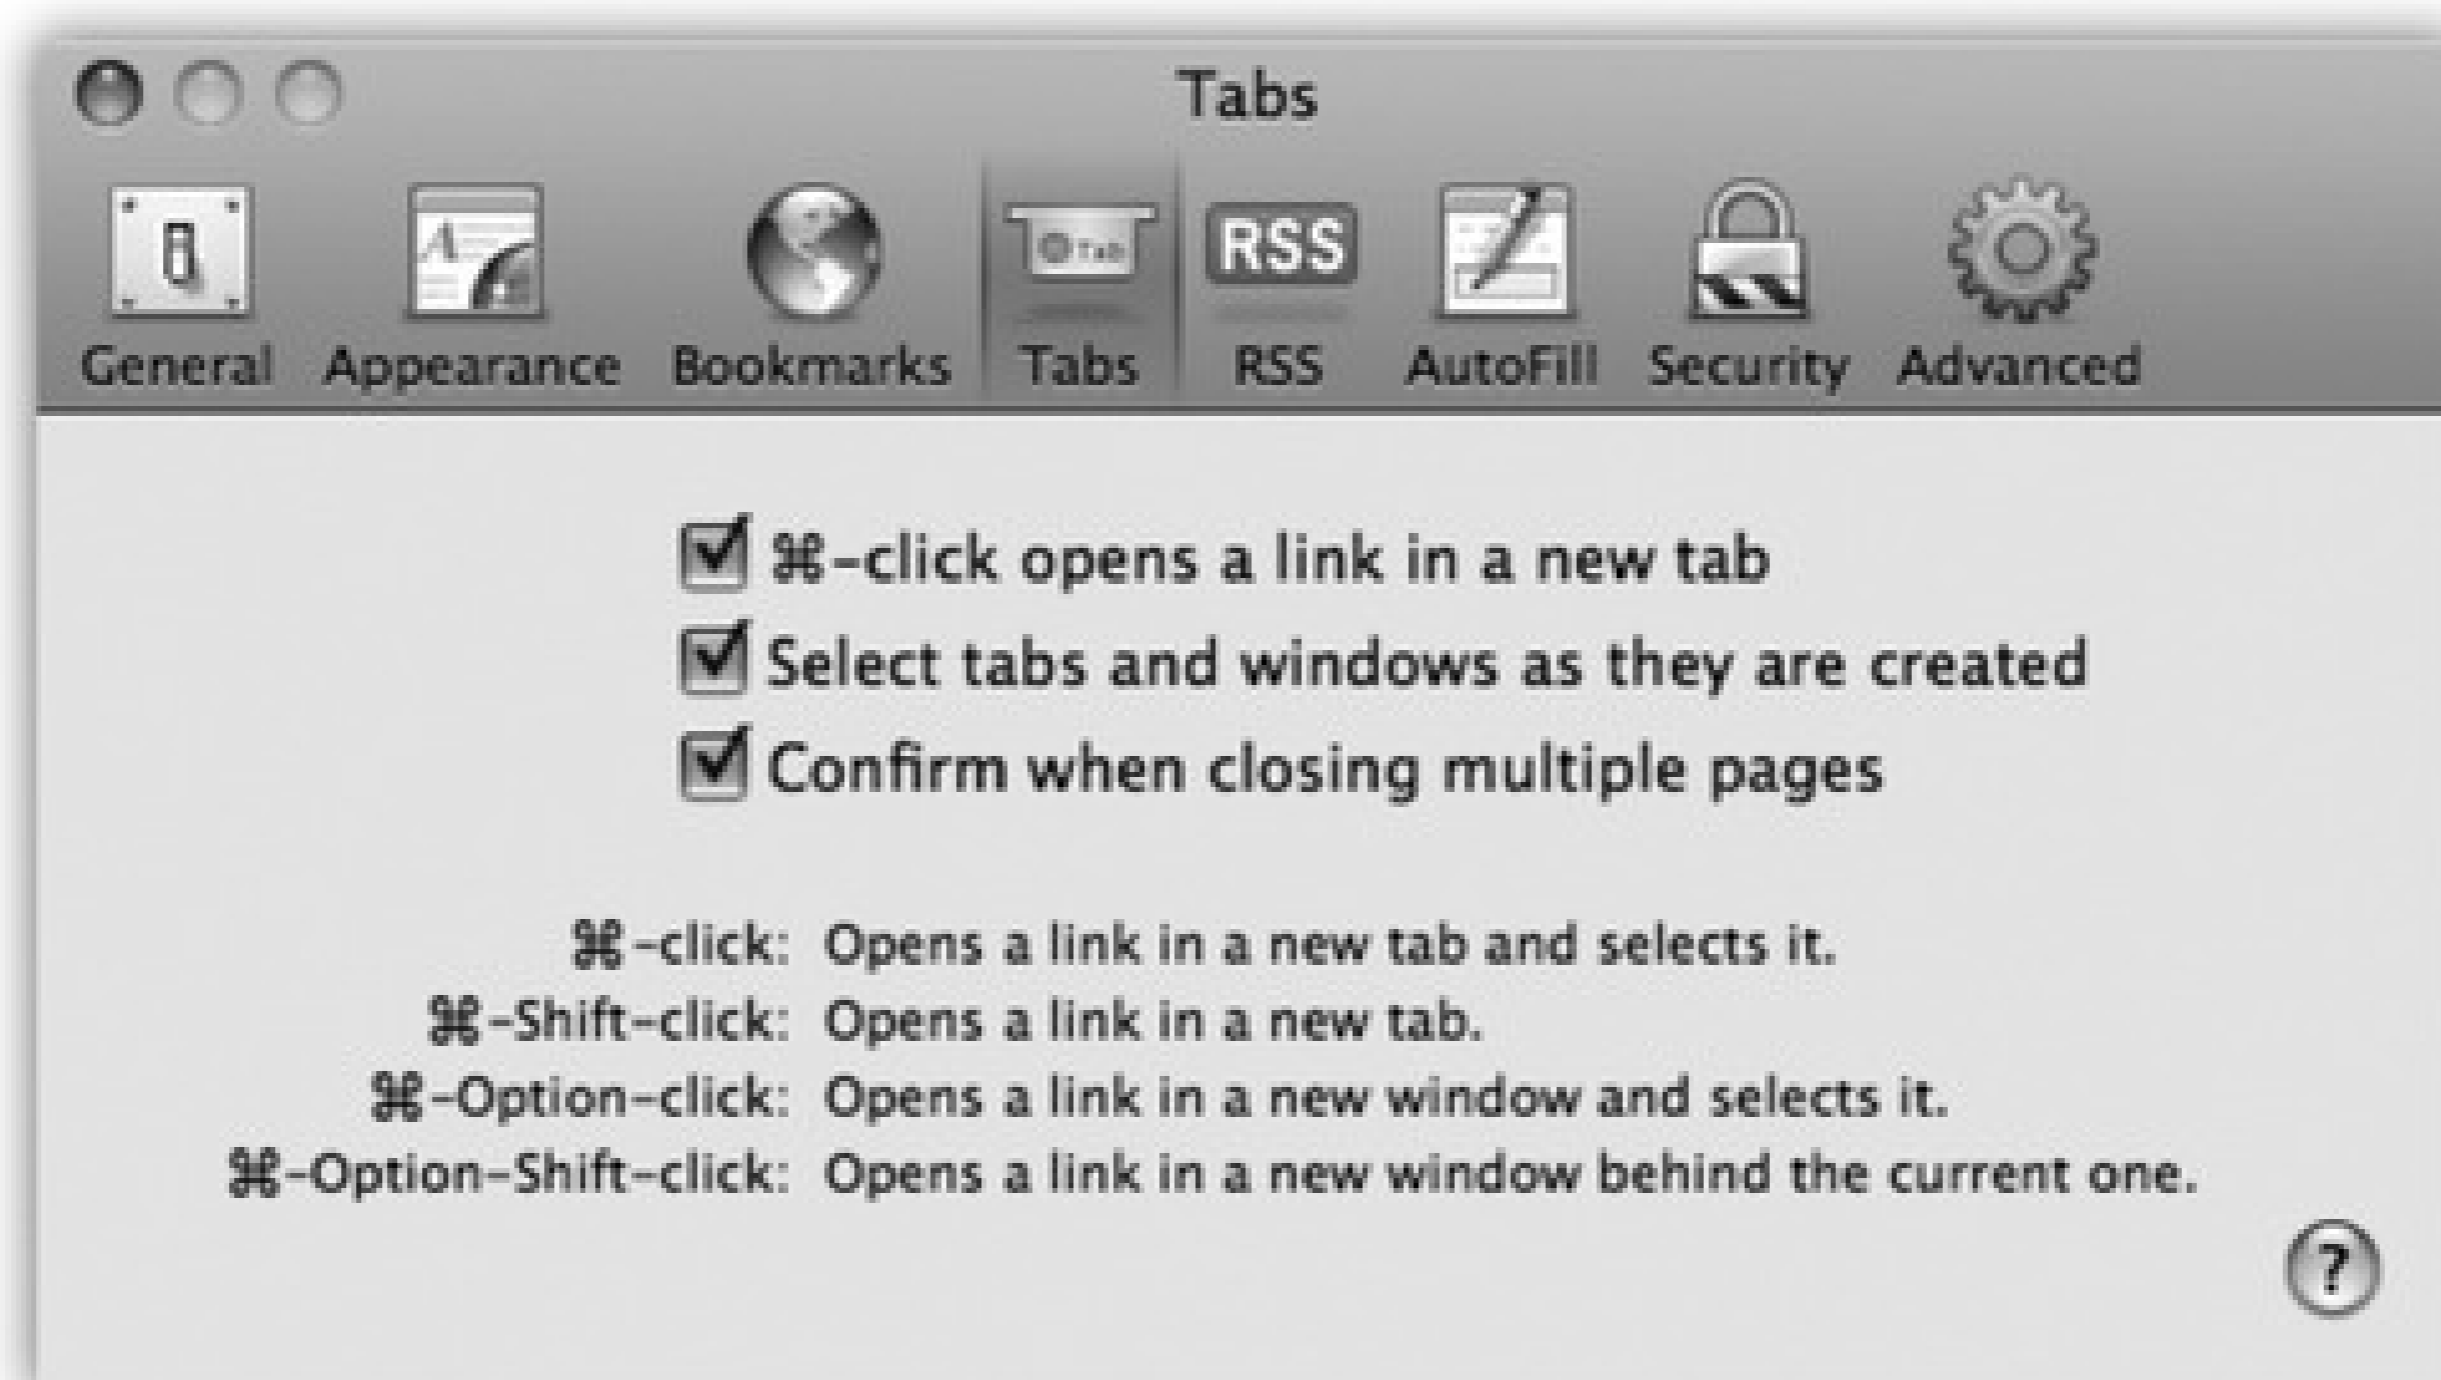 Tabs
General Appearance Bookmarks Tabs RSS AutoFill Security Advanced
⌘-click opens a link in a new tab
Select tabs and windows as they are created
Confirm when closing multiple pages
⌘-click: Opens a link in a new tab and selects it.
⌘-Shift-click: Opens a link in a new tab.
⌘-Option-click: Opens a link in a new window and selects it.
⌘-Option-Shift-click: Opens a link in a new window behind the current one.
?